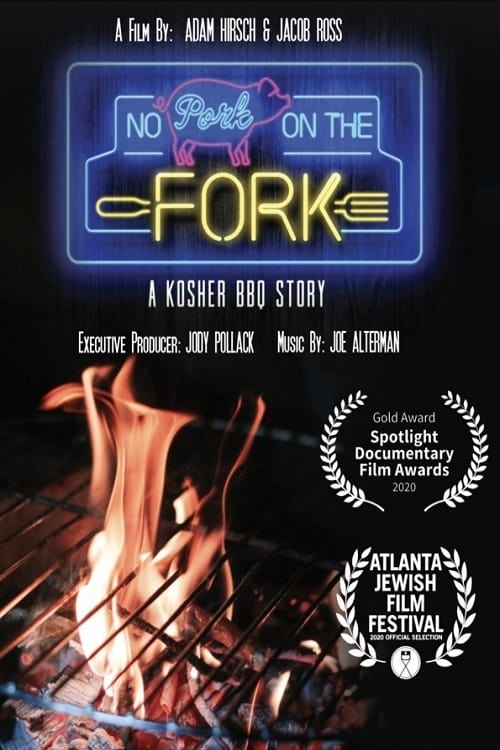 A Film By: ADAM HIRSCH & JACOB ROSS
NO Pork ON THE
FORK
A KOSHER BBQ STORY
EXECUTIVE PRODUCER: JODY POLLACK MUSIC BY: JOE ALTERMAN
Gold Award
Spotlight
Documentary
Film Awards
2020
ATLANTA
JEWISH
FILM
FESTIVAL
2020 OFFICIAL SELECTION